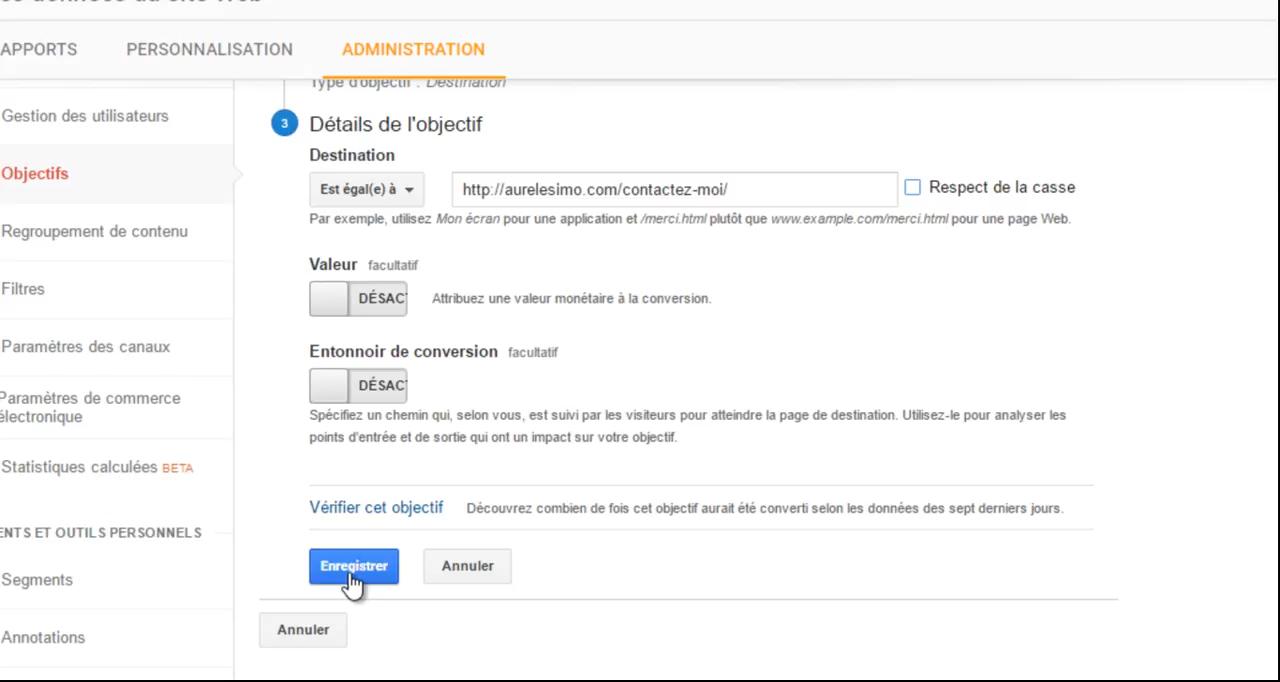 APPORTS PERSONNALISATION ADMINISTRATION
Type d'objectif : Destination
Gestion des utilisateurs
3 Détails de l'objectif
Destination
Objectifs
Est égal(e) à http://aurelesimo.com/contactez-moi/ Respect de la casse
Par exemple, utilisez Mon écran pour une application et /merci.html plutôt que www.example.com/merci.html pour une page Web.
Regroupement de contenu
Valeur facultatif
Filtres
DÉSAC Attribuez une valeur monétaire à la conversion.
Paramètres des canaux
Entonnoir de conversion facultatif
DÉSAC
Paramètres de commerce
électronique
Spécifiez un chemin qui, selon vous, est suivi par les visiteurs pour atteindre la page de destination. Utilisez-le pour analyser les
points d'entrée et de sortie qui ont un impact sur votre objectif.
Statistiques calculées BETA
Vérifier cet objectif Découvrez combien de fois cet objectif aurait été converti selon les données des sept derniers jours.
ENTS ET OUTILS PERSONNELS
Enregistrer Annuler
Segments
Annuler
Annotations